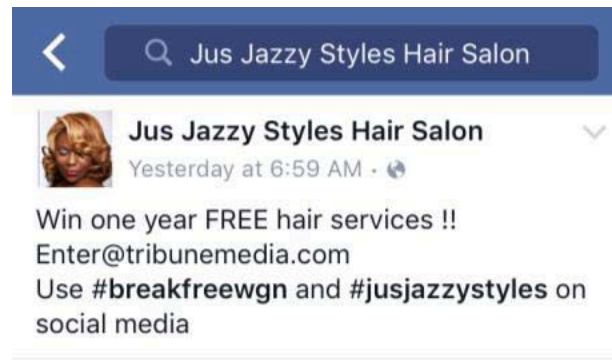 Jus Jazzy Styles Hair Salon
Jus Jazzy Styles Hair Salon
Yesterday at 6:59 AM ·
Win one year FREE hair services !!
Enter@tribunemedia.com
Use #breakfreewgn and #jusjazzystyles on
social media